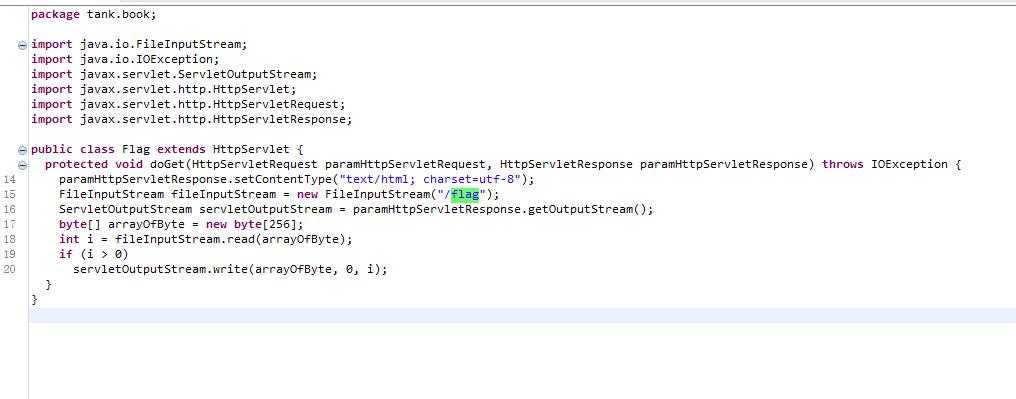 package tank.book;
import java.io.FileInputStream;
import java.io.IOException;
import javax.servlet.ServletOutputStream;
import javax.servlet.http.HttpServlet;
import javax.servlet.http.HttpServletRequest;
import javax.servlet.http.HttpServletResponse;
public class Flag extends HttpServlet {
protected void doGet(HttpServletRequest paramHttpServletRequest, HttpServletResponse paramHttpServletResponse) throws IOException {
14 paramHttpServletResponse.setContentType("text/html; charset=utf-8");
15 FileInputStream fileInputStream = new FileInputStream("/flag");
16 ServletOutputStream servletOutputStream = paramHttpServletResponse.getOutputStream();
17 byte[] arrayOfByte = new byte[256];
18 int i = fileInputStream.read(arrayOfByte);
19 if (i > 0)
20 servletOutputStream.write(arrayOfByte, 0, i);
}
}